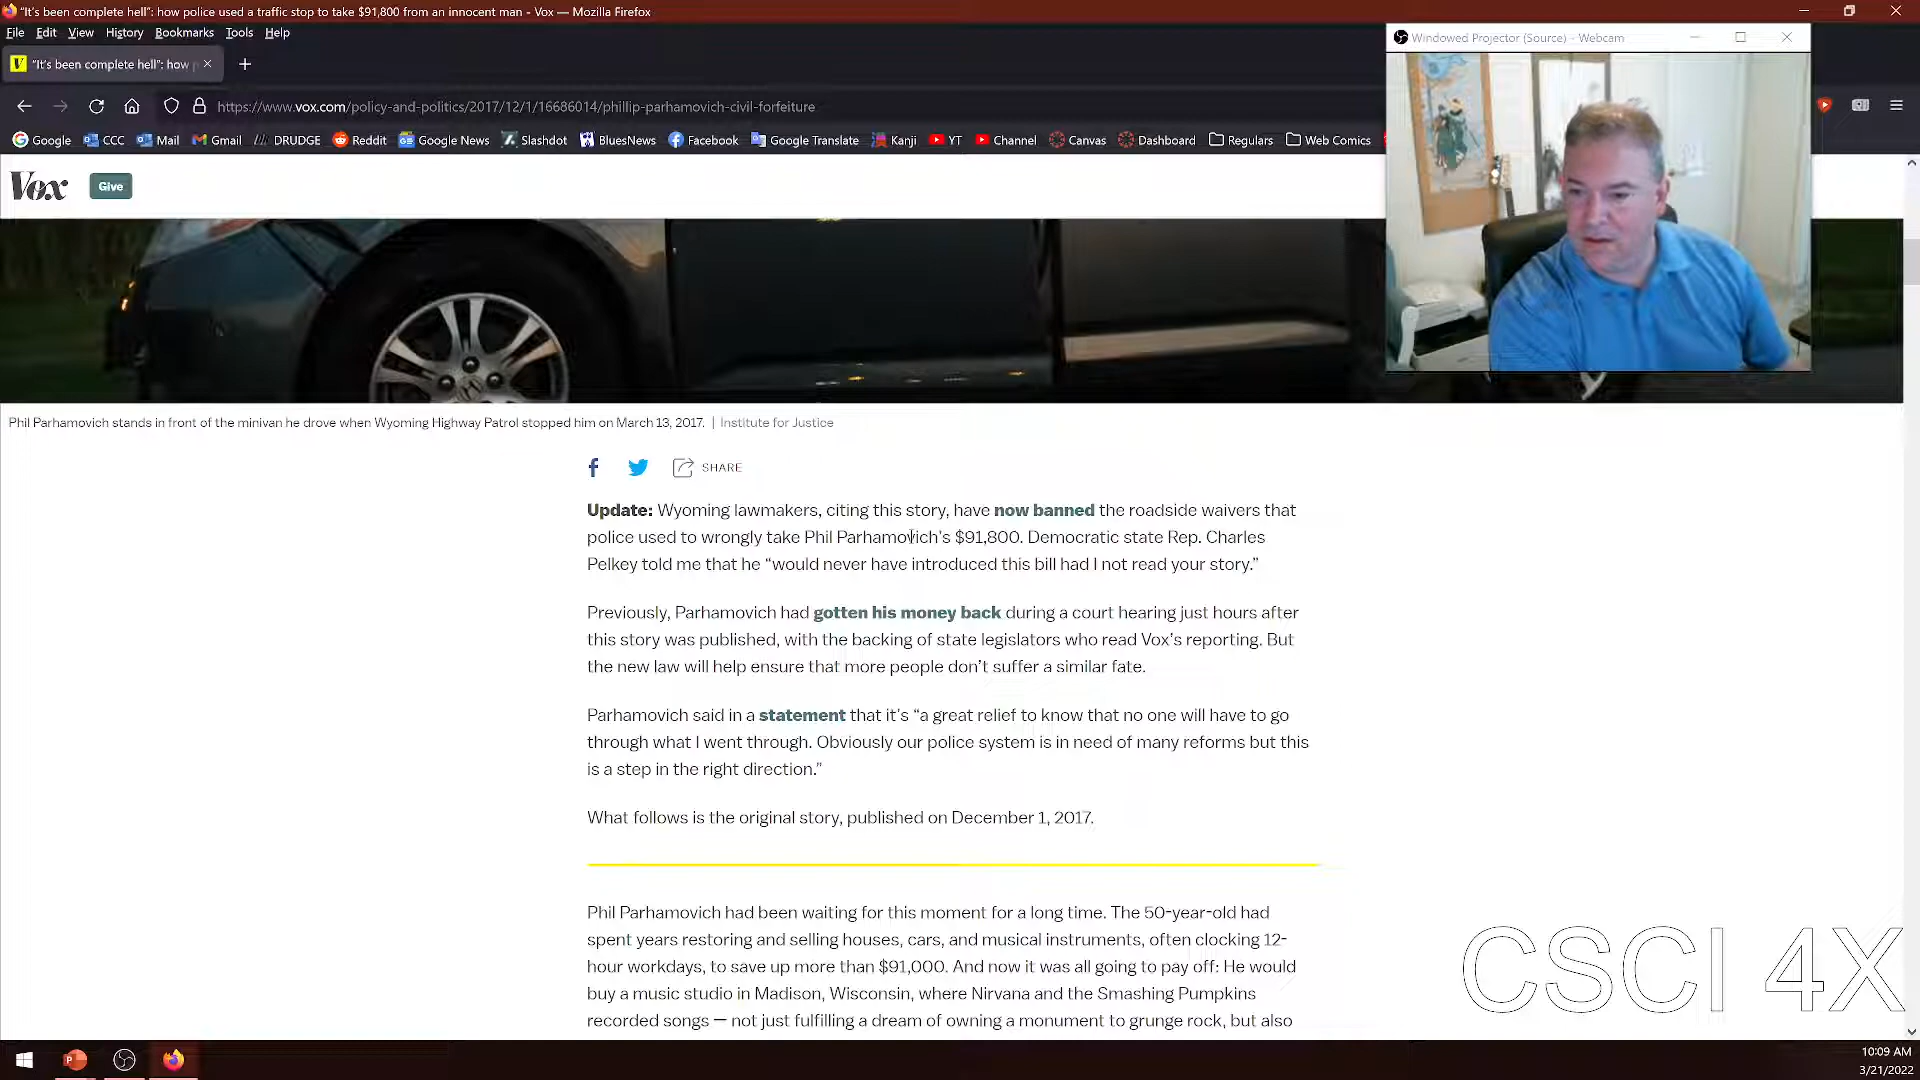 "It's been complete hell": how police used a traffic stop to take $91,800 from an innocent man - Vox — Mozilla Firefox
File Edit View History Bookmarks Tools Help
Windowed Projector (Source) - Webcam
"It's been complete hell": how
https://www.vox.com/policy-and-politics/2017/12/1/16686014/phillip-parhamovich-civil-forfeiture
Google CCC Mail Gmail DRUDGE Reddit Google News Slashdot BluesNews Facebook Google Translate Kanji YT Channel Canvas Dashboard Regulars Web Comics
Vox Give
Phil Parhamovich stands in front of the minivan he drove when Wyoming Highway Patrol stopped him on March 13, 2017. | Institute for Justice
SHARE
Update: Wyoming lawmakers, citing this story, have now banned the roadside waivers that
police used to wrongly take Phil Parhamovich's $91,800. Democratic state Rep. Charles
Pelkey told me that he “would never have introduced this bill had I not read your story.”
Previously, Parhamovich had gotten his money back during a court hearing just hours after
this story was published, with the backing of state legislators who read Vox's reporting. But
the new law will help ensure that more people don't suffer a similar fate.
Parhamovich said in a statement that it's “a great relief to know that no one will have to go
through what I went through. Obviously our police system is in need of many reforms but this
is a step in the right direction.”
What follows is the original story, published on December 1, 2017.
Phil Parhamovich had been waiting for this moment for a long time. The 50-year-old had
spent years restoring and selling houses, cars, and musical instruments, often clocking 12-
hour workdays, to save up more than $91,000. And now it was all going to pay off: He would
buy a music studio in Madison, Wisconsin, where Nirvana and the Smashing Pumpkins
recorded songs — not just fulfilling a dream of owning a monument to grunge rock, but also
CSCI 4X
10:09 AM
3/21/2022